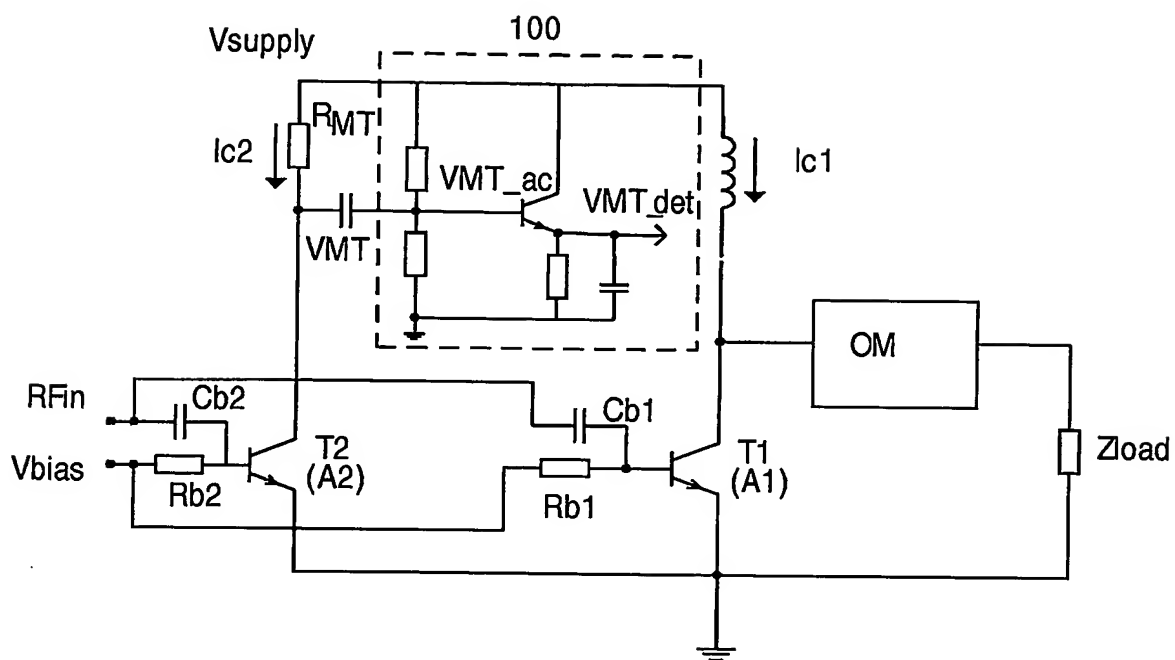 100
Vsupply
RMT
Ic2
VMT_ac
VMT_det
Ic1
VMT
OM
RFin
Cb2
Cb1
Vbias
T2
(A2)
Rb2
T1
(A1)
Rb1
Zload